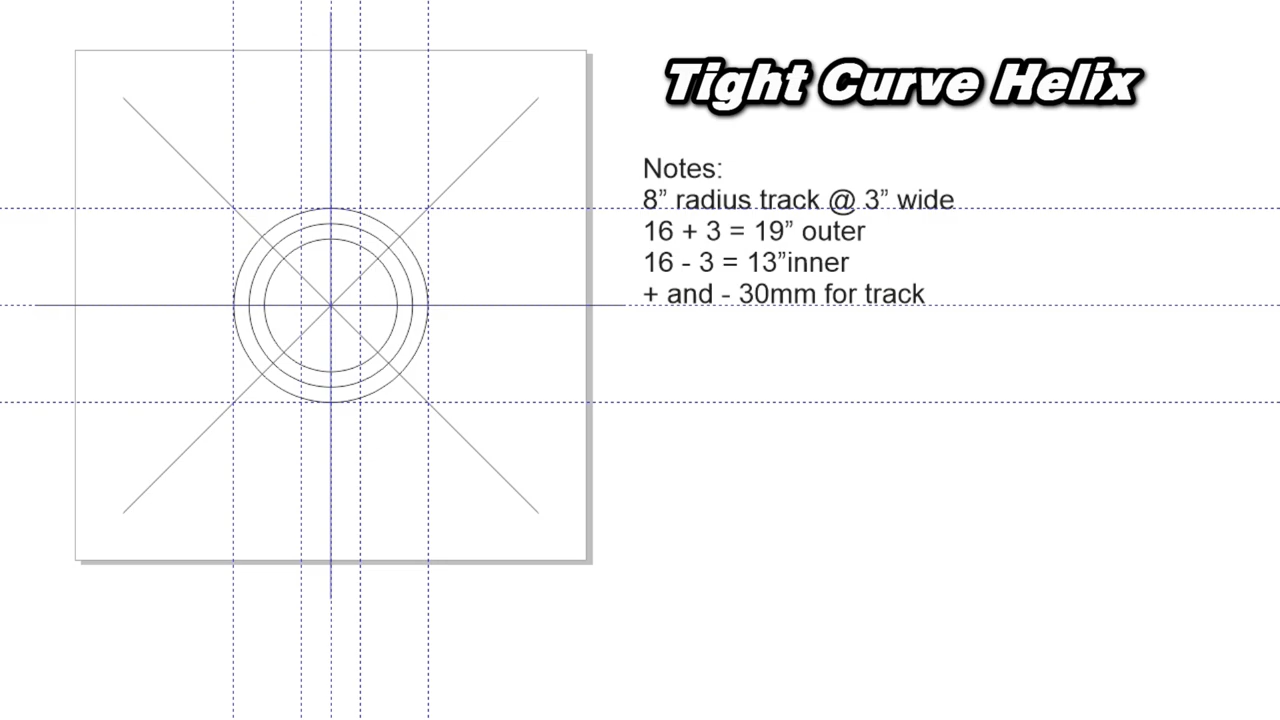 Tight Curve Helix
Notes:
8” radius track @ 3” wide
16 + 3 = 19” outer
16 - 3 = 13”inner
+ and - 30mm for track